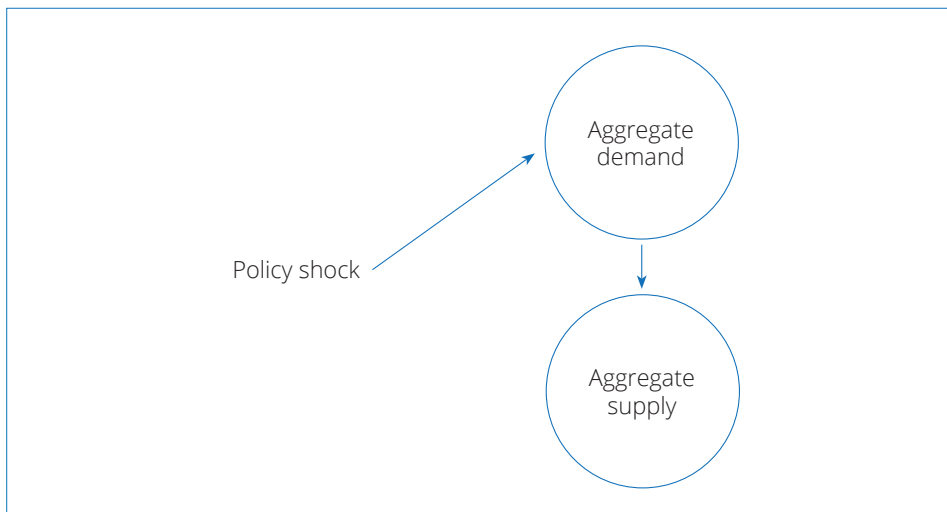 Aggregate
demand
Policy shock
Aggregate
supply